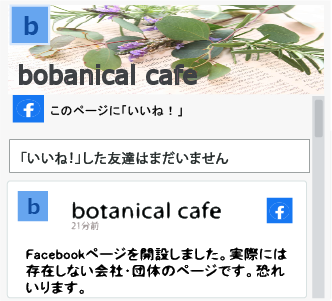 b
bobanical cafe
f このページに「いいね！」
「いいね!」した友達はまだいません
b
botanical cafe
f
21分前
Facebookページを開設しました。実際には
存在しない会社・団体のページです。恐れ
いります。